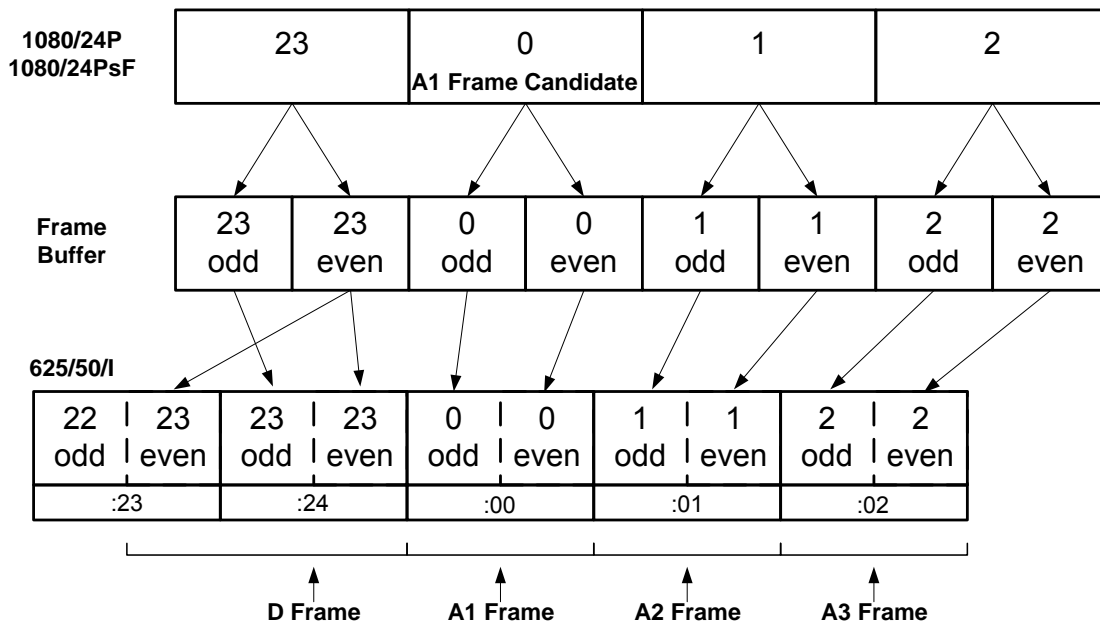 1080/24P
1080/24PsF
23 0 1 2
A1 Frame Candidate
Frame
Buffer
23 23 0 0 1 1 2 2
odd even odd even odd even odd even
625/50/I
22 23 23 23 0 0 1 1 2 2
odd even odd even odd even odd even odd even
:23 :24 :00 :01 :02
D Frame A1 Frame A2 Frame A3 Frame